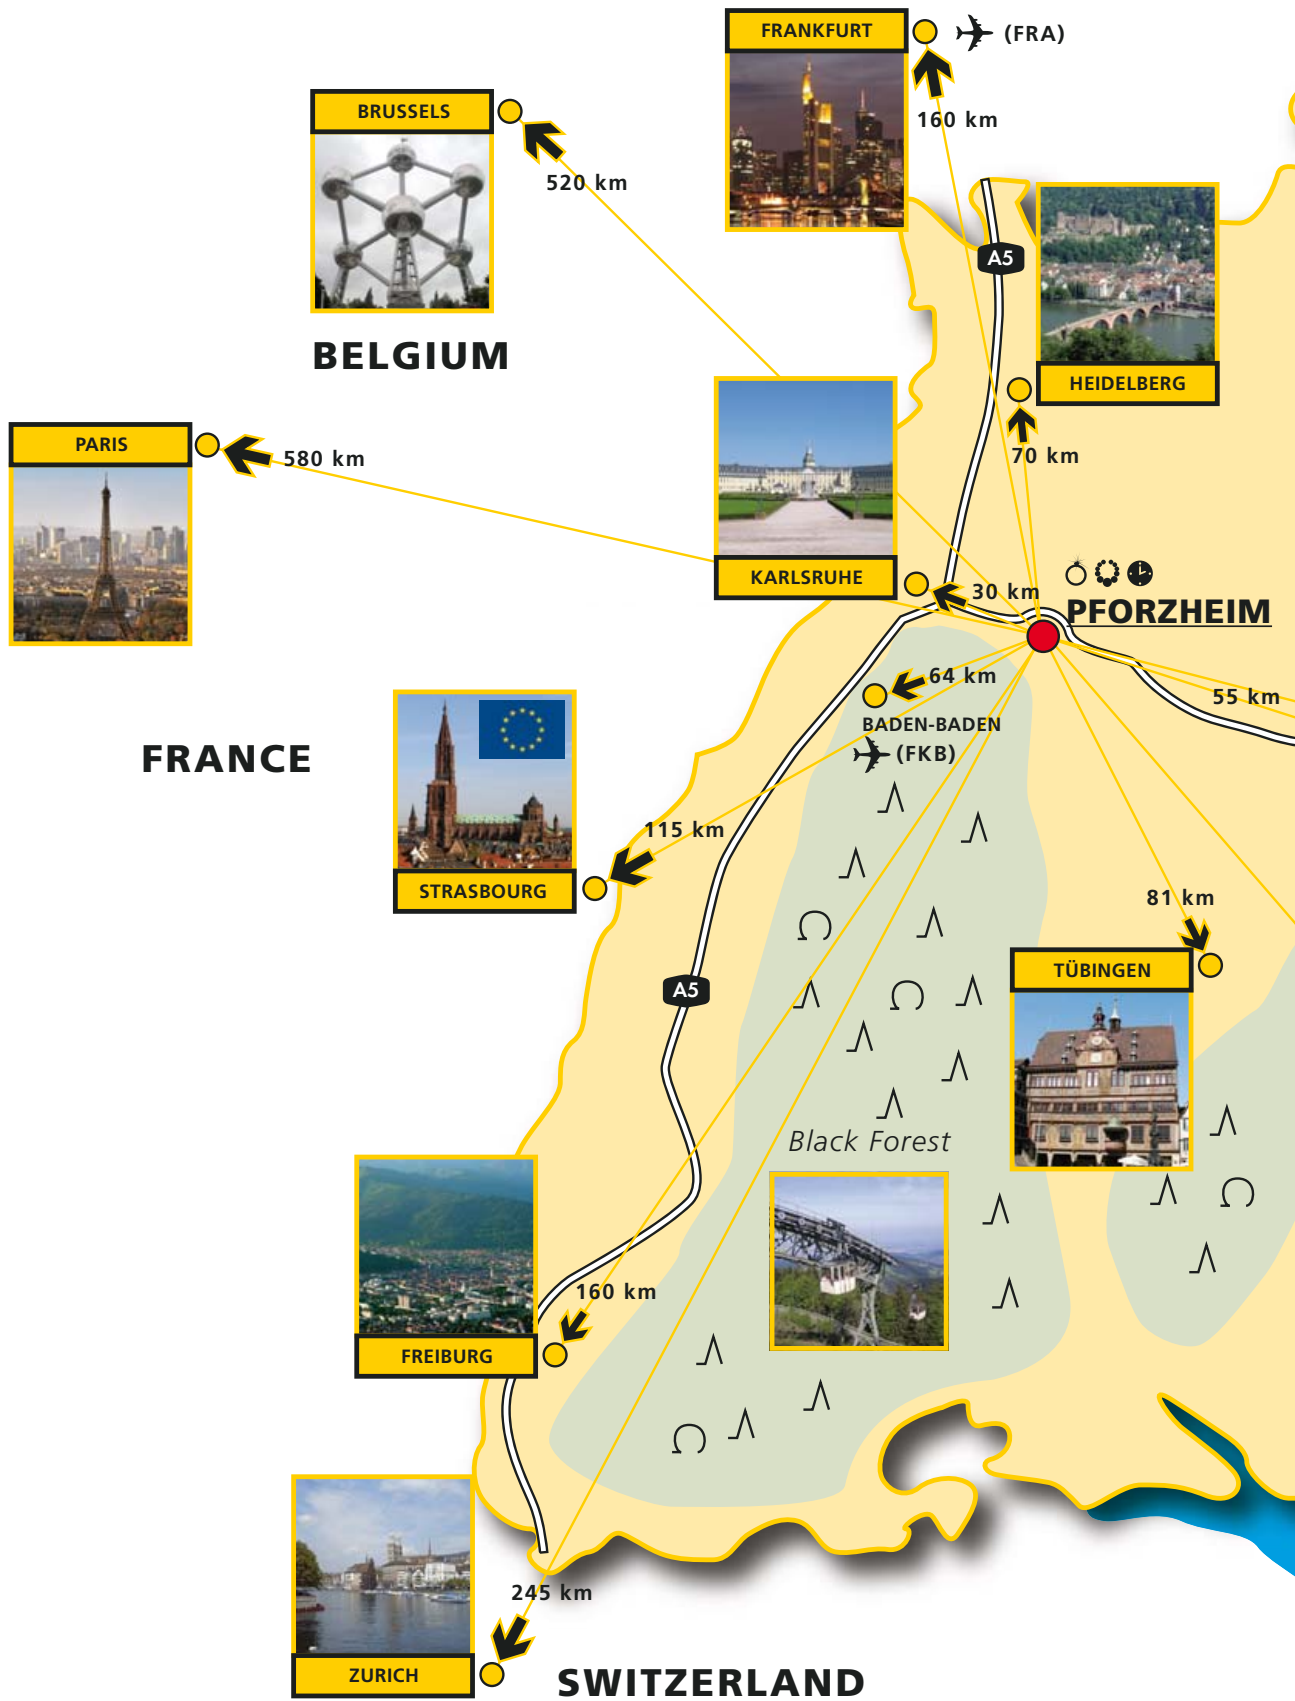 FRANKFURT
(FRA)
160 km
BRUSSELS
520 km
A5
BELGIUM
HEIDELBERG
70 km
PARIS
580 km
KARLSRUHE
30 km
PFORZHEIM
64 km
55 km
BADEN-BADEN
(FKB)
FRANCE
115 km
STRASBOURG
81 km
TÜBINGEN
A5
Black Forest
160 km
FREIBURG
245 km
ZURICH
SWITZERLAND